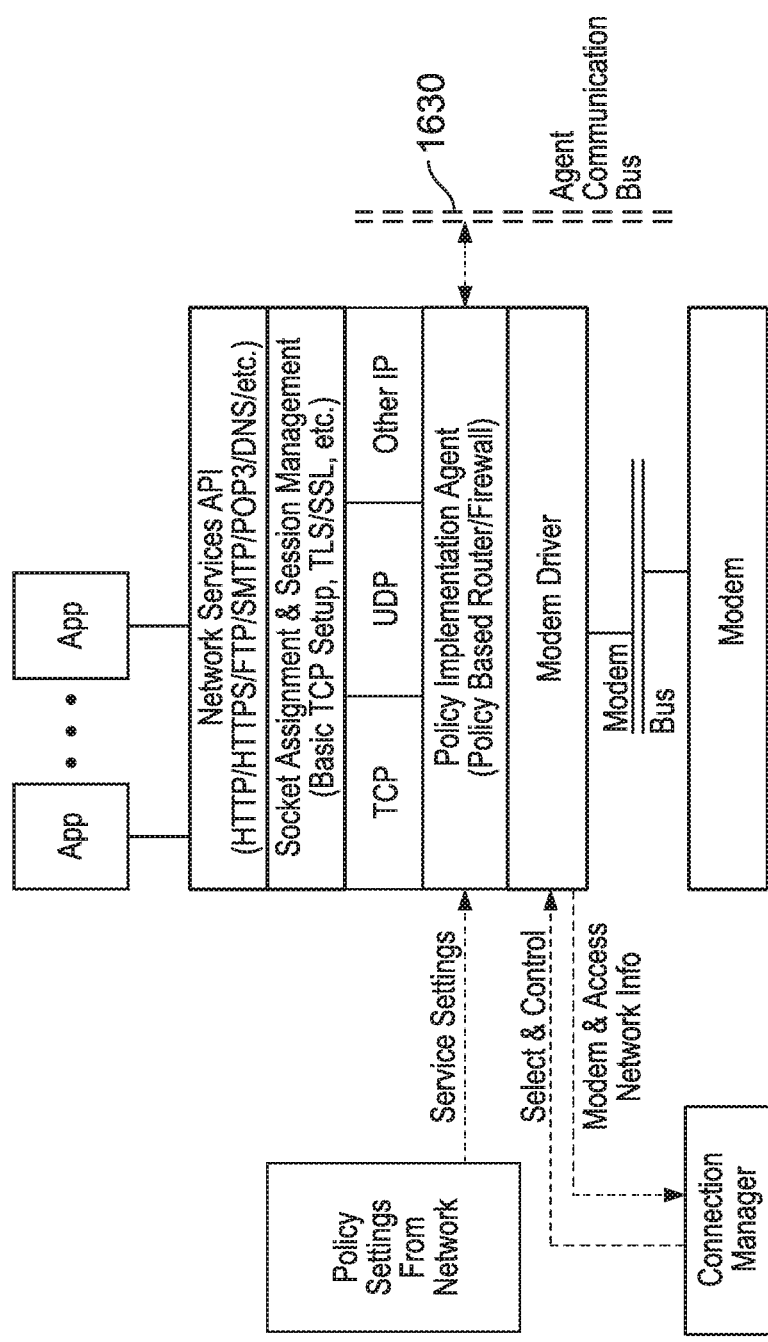 App
App
Network Services API
(HTTP/HTTPS/FTP/SMTP/POP3/DNS/etc.)
Socket Assignment & Session Management
(Basic TCP Setup, TLS/SSL, etc.)
TCP
UDP
Other IP
Policy Implementation Agent
(Policy Based Router/Firewall)
Modem Driver
Modem
Bus
Modem
Policy
Settings
From
Network
Service Settings
Select & Control
Modem & Access
Network Info
Connection
Manager
1630
Agent
Communication
Bus